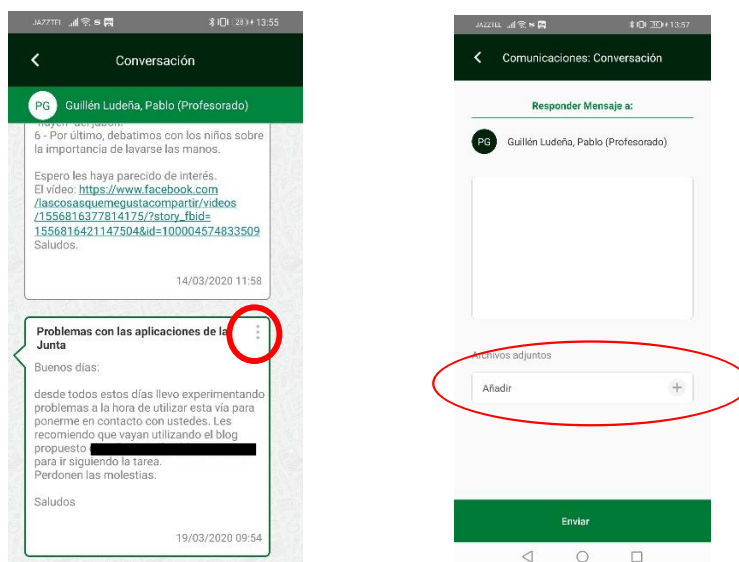 JAZZTEL 13:55
Conversación
PG Guillén Ludeña, Pablo (Profesorado)
6 - Por último, debatimos con los niños sobre
la importancia de lavarse las manos.
Espero les haya parecido de interés.
El vídeo: https://www.facebook.com
/lascosasquemegustacompartir/videos
/1556816377814175/?story_fbid=
1556816421147504&id=100004574833509
Saludos.
14/03/2020 11:58
Problemas con las aplicaciones de la
Junta
Buenos días:
desde todos estos días llevo experimentando
problemas a la hora de utilizar esta vía para
ponerme en contacto con ustedes. Les
recomiendo que vayan utilizando el blog
propuesto
para ir siguiendo la tarea.
Perdonen las molestias.
Saludos
19/03/2020 09:54
JAZZTEL 13:57
Comunicaciones: Conversación
Responder Mensaje a:
PG Guillén Ludeña, Pablo (Profesorado)
Archivos adjuntos
Añadir
Enviar